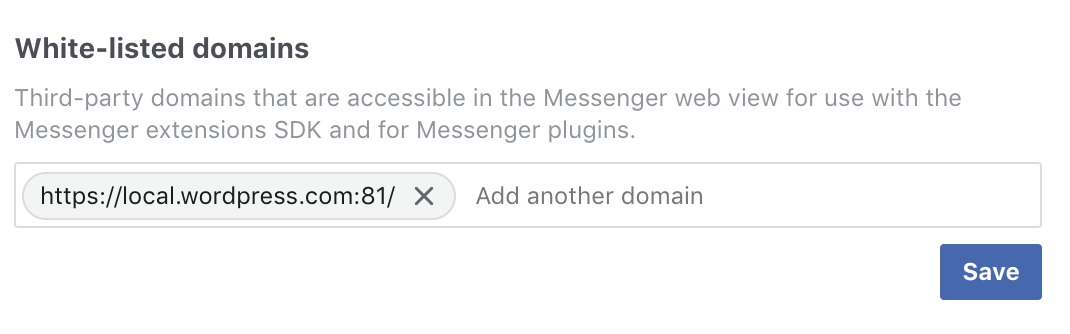 White-listed domains
Third-party domains that are accessible in the Messenger web view for use with the
Messenger extensions SDK and for Messenger plugins.
https://local.wordpress.com:81/ Add another domain
Save